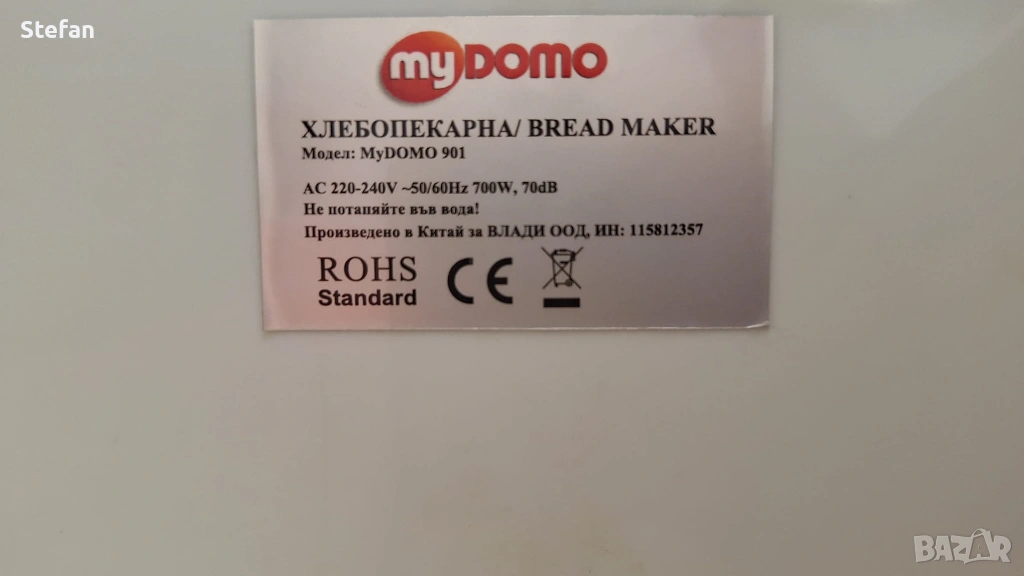 Stefan
myDOMO
ХЛЕБОПЕКАРНА/ BREAD MAKER
Модел: MyDOMO 901
AC 220-240V ~50/60Hz 700W, 70dB
Не потапяйте във вода!
Произведено в Китай за ВЛАДИ ООД, ИН: 115812357
ROHS
Standard
CE
BAZAR